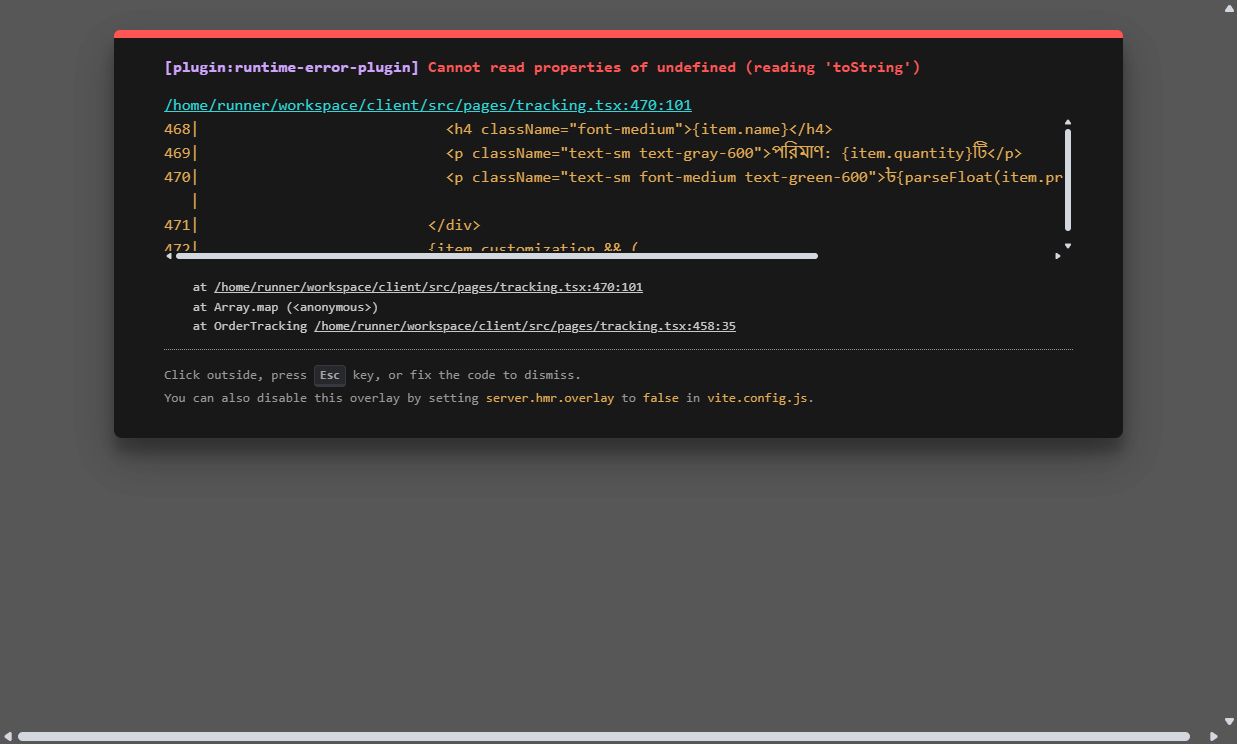 [plugin:runtime-error-plugin] Cannot read properties of undefined (reading 'toString')
/home/runner/workspace/client/src/pages/tracking.tsx:470:101
468| <h4 className="font-medium">{item.name}</h4>
469| <p className="text-sm text-gray-600">পরিমাণ: {item.quantity}টি</p>
470| <p className="text-sm font-medium text-green-600">৳{parseFloat(item.pr
|
471| </div>
472| {item.customization && (
at /home/runner/workspace/client/src/pages/tracking.tsx:470:101
at Array.map (<anonymous>)
at OrderTracking /home/runner/workspace/client/src/pages/tracking.tsx:458:35
Click outside, press Esc key, or fix the code to dismiss.
You can also disable this overlay by setting server.hmr.overlay to false in vite.config.js.